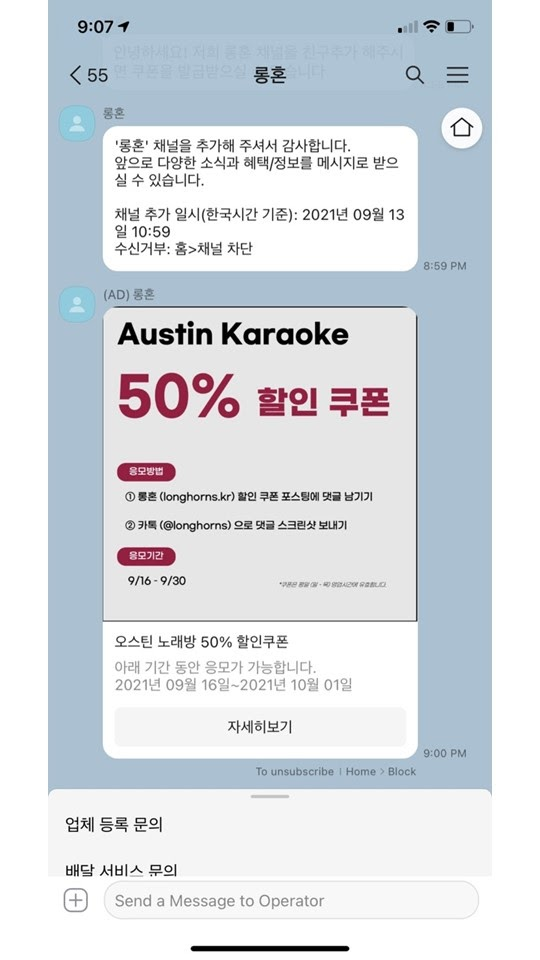 9:07
안녕하세요! 저희 롱혼 채널을 친구추가 해주시
면 쿠폰을 발급받으실 수 있습니다
55
롱혼
롱혼
'롱혼' 채널을 추가해 주셔서 감사합니다.
앞으로 다양한 소식과 혜택/정보를 메시지로 받으
실 수 있습니다.
채널 추가 일시(한국시간 기준): 2021년 09월 13
일 10:59
수신거부: 홈>채널 차단
8:59 PM
(AD) 롱혼
Austin Karaoke
50% 할인 쿠폰
응모방법
① 롱혼 (longhorns.kr) 할인 쿠폰 포스팅에 댓글 남기기
② 카톡 (@longhorns) 으로 댓글 스크린샷 보내기
응모기간
9/16 - 9/30
*쿠폰은 평일 (월 - 목) 영업시간에 유효합니다.
오스틴 노래방 50% 할인쿠폰
아래 기간 동안 응모가 가능합니다.
2021년 09월 16일~2021년 10월 01일
자세히보기
9:00 PM
To unsubscribe | Home > Block
업체 등록 문의
배달 서비스 문의
Send a Message to Operator